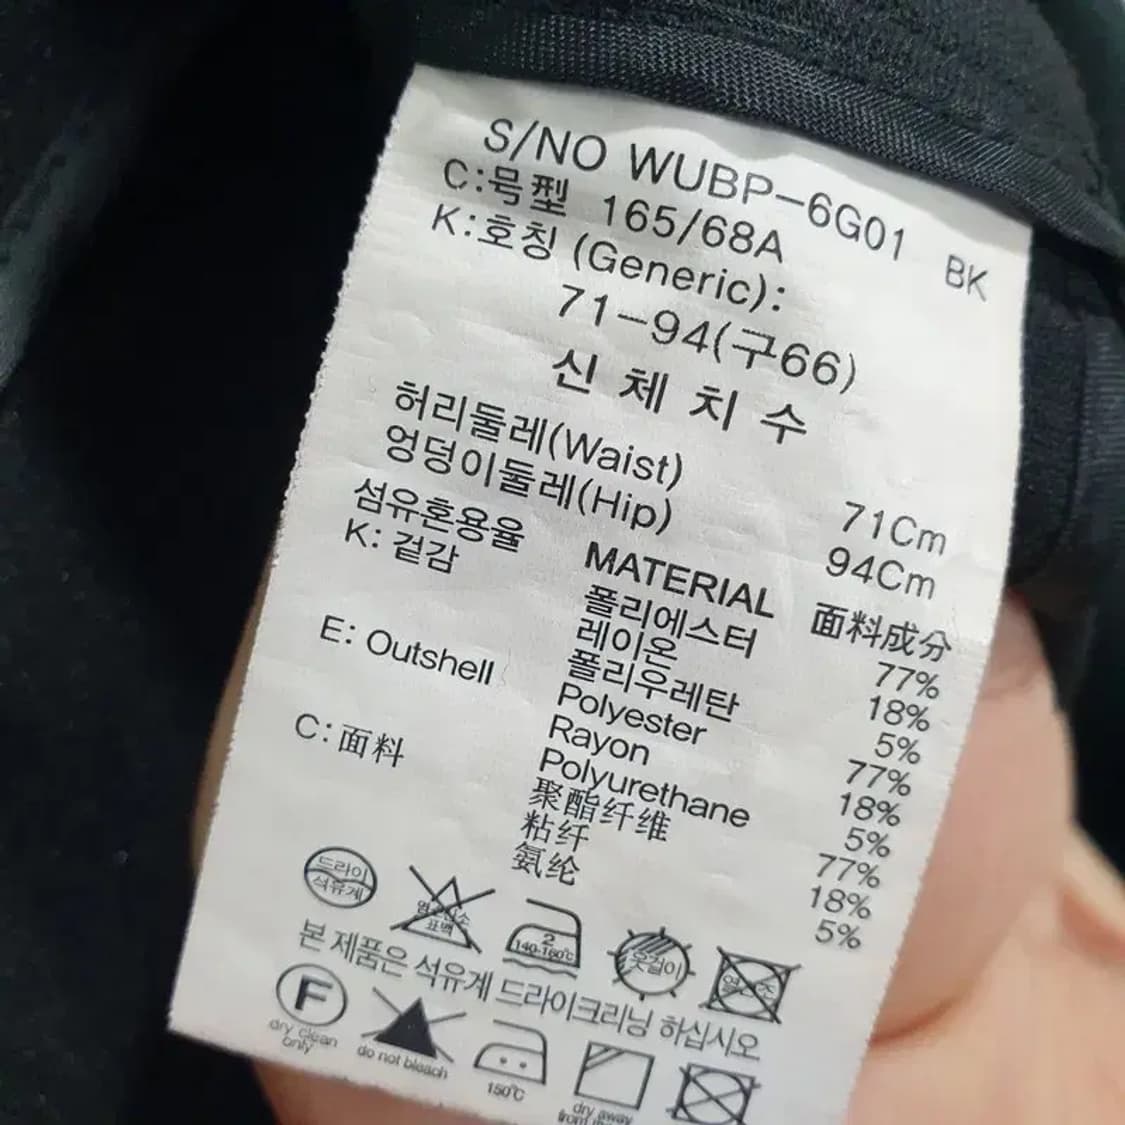 S/NO WUBP-6G01 BK
C:号型 165/68A
K:호칭 (Generic):
71-94(구66)
신 체 치 수
허리둘레(Waist) 71Cm
엉덩이둘레(Hip) 94Cm
섬유혼용율 MATERIAL 面料成分
K: 겉감 폴리에스터 77%
레이온 18%
폴리우레탄 5%
E: Outshell Polyester 77%
Rayon 18%
Polyurethane 5%
C: 面料 聚酯纤维 77%
粘纤 18%
氨纶 5%
드라이 석유계
표백
2 140-160℃
옷걸이
본 제품은 석유계 드라이크리닝 하십시오
F
dry clean only
do not bleach
150℃
dry away